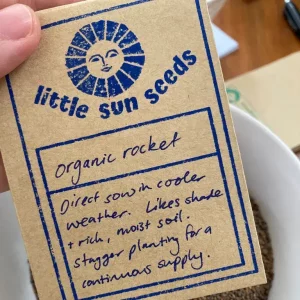 little sun seeds
Organic rocket
Direct sow in cooler
weather. Likes shade
+ rich, moist soil.
stagger planting for a
continuous supply.